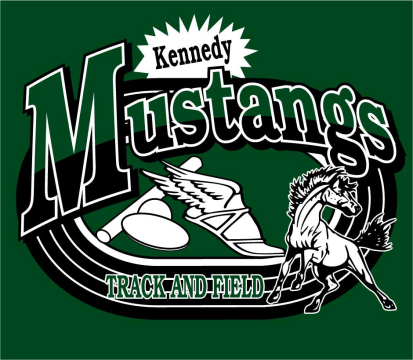 Kennedy
Mustangs
TRACK AND FIELD